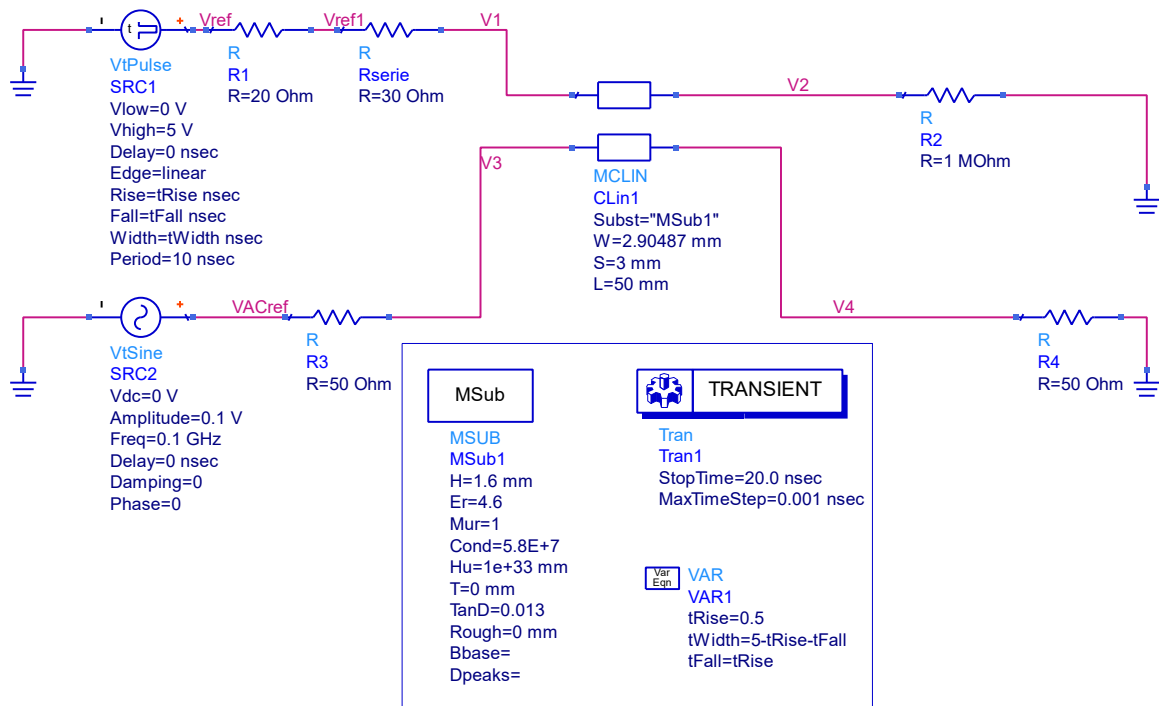 Vref
Vref1
V1
t
VtPulse
SRC1
Vlow=0 V
Vhigh=5 V
Delay=0 nsec
Edge=linear
Rise=tRise nsec
Fall=tFall nsec
Width=tWidth nsec
Period=10 nsec
R
R1
R=20 Ohm
R
Rserie
R=30 Ohm
V2
R
R2
R=1 MOhm
V3
MCLIN
CLin1
Subst="MSub1"
W=2.90487 mm
S=3 mm
L=50 mm
VACref
VtSine
SRC2
Vdc=0 V
Amplitude=0.1 V
Freq=0.1 GHz
Delay=0 nsec
Damping=0
Phase=0
R
R3
R=50 Ohm
V4
R
R4
R=50 Ohm
MSub
MSUB
MSub1
H=1.6 mm
Er=4.6
Mur=1
Cond=5.8E+7
Hu=1e+33 mm
T=0 mm
TanD=0.013
Rough=0 mm
Bbase=
Dpeaks=
TRANSIENT
Tran
Tran1
StopTime=20.0 nsec
MaxTimeStep=0.001 nsec
Var
Eqn
VAR
VAR1
tRise=0.5
tWidth=5-tRise-tFall
tFall=tRise